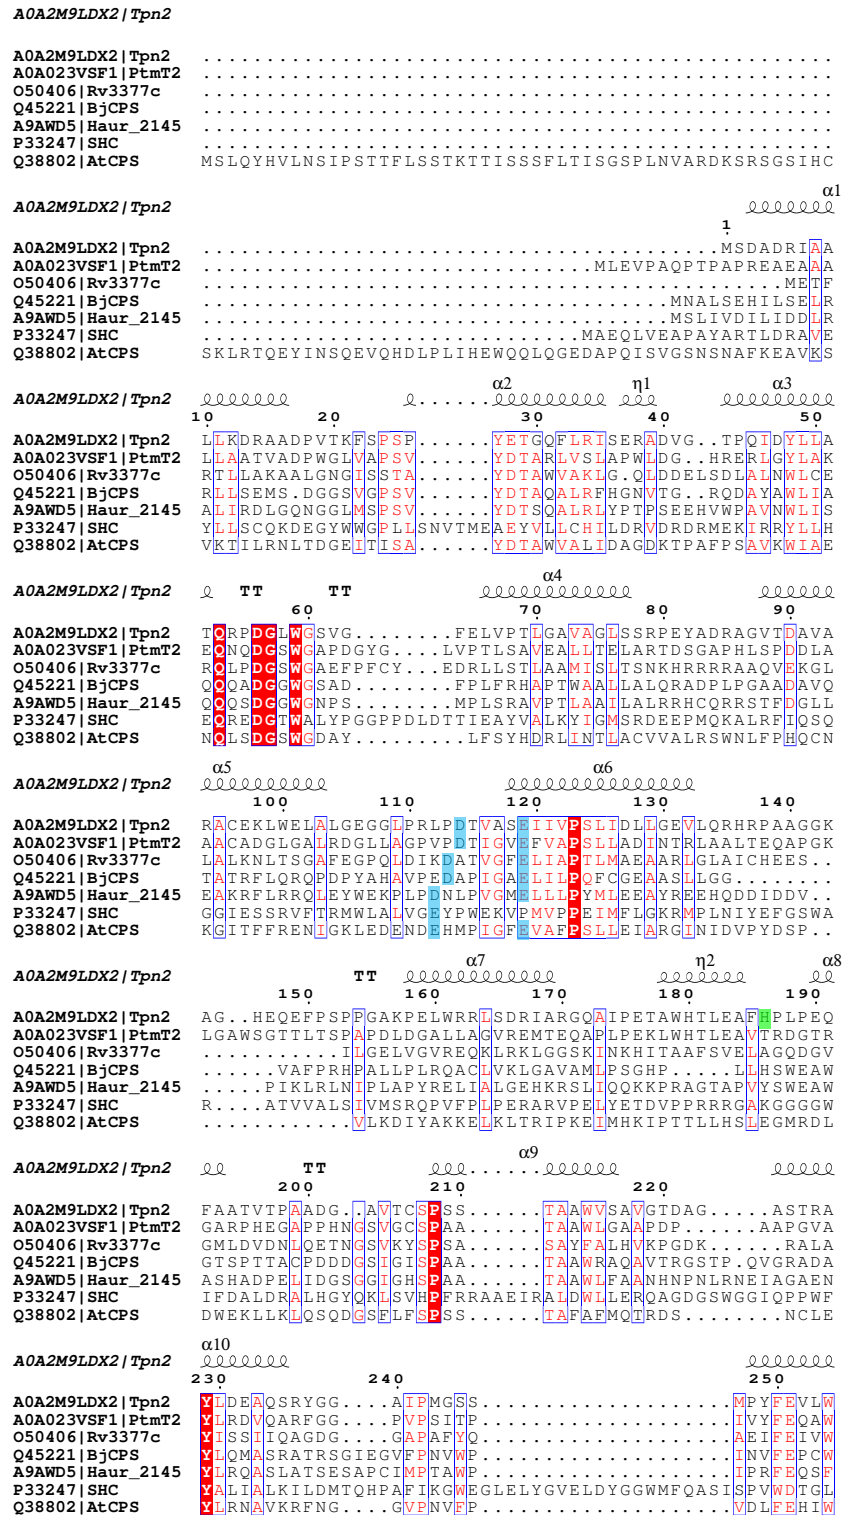 A0A2M9LDX2|Tpn2
A0A2M9LDX2|Tpn2 ..................................................
A0A023VSF1|PtmT2 ..................................................
O50406|Rv3377c ..................................................
Q45221|BjCPS ..................................................
A9AWD5|Haur_2145 ..................................................
P33247|SHC ..................................................
Q38802|AtCPS MSLQYHVLNSIPSTTFLSSTKTTISSSFLTISGSPLNVARDKSRSGSIHC
α1
A0A2M9LDX2|Tpn2
1
A0A2M9LDX2|Tpn2 .........................................MSDADRIAA
A0A023VSF1|PtmT2 ...............................MLEVPAQPTPAPREAEAAA
O50406|Rv3377c ..............................................METF
Q45221|BjCPS .....................................MNALSEHILSELR
A9AWD5|Haur_2145 .....................................MSLIVDILIDDLR
P33247|SHC ..............................MAEQLVEAPAYARTLDRAVE
Q38802|AtCPS SKLRTQEYINSQEVQHDLPLIHEWQQLQGEDAPQISVGSNSNAFKEAVKS
α2 η1 α3
A0A2M9LDX2|Tpn2
10 20 30 40 50
A0A2M9LDX2|Tpn2 LLKDRAADPVTKFSPSP......YETGQFLRISERADVG..TPQIDYLLA
A0A023VSF1|PtmT2 LLAATVADPWGLVAPSV......YDTARLVSLAPWLDG..HRERLGYLAK
O50406|Rv3377c RTLLAKAALGNGISSTA......YDTAWVAKLG.QLDDELSDLALNWLCE
Q45221|BjCPS RLLSEMS.DGGSVGPSV......YDTAQALRFHGNVTG..RQDAYAWLIA
A9AWD5|Haur_2145 ALIRDLGQNGGLMSPSV......YDTSQALRLYPTPSEEHVWPAVNWLIS
P33247|SHC YLLSCQKDEGYWWGPLLSNVTMEAEYVLLCHILDRVDRDRMEKIRRYLLH
Q38802|AtCPS VKTILRNLTDGEITISA......YDTAWVALIDAGDKTPAFPSAVKWIAE
α4
A0A2M9LDX2|Tpn2 TT TT
60 70 80 90
A0A2M9LDX2|Tpn2 TQRPDGLWGSVG........FELVPTLGAVAGLSSRPEYADRAGVTDAVA
A0A023VSF1|PtmT2 EQNQDGSWGAPDGYG....LVPTLSAVEALLTELARTDSGAPHLSPDDLA
O50406|Rv3377c RQLPDGSWGAEFPFCY...EDRLLSTLAAMISLTSNKHRRRRAAQVEKGL
Q45221|BjCPS QQQADGGWGSAD........FPLFRHAPTWAALLALQRADPLPGAADAVQ
A9AWD5|Haur_2145 QQQSDGGWGNPS........MPLSRAVPTLAAILALRRHCQRRSTFDGLL
P33247|SHC EQREDGTWALYPGGPPDLDTTIEAYVALKYIGMSRDEEPMQKALRFIQSQ
Q38802|AtCPS NQLSDGSWGDAY........LFSYHDRLINTLACVVALRSWNLFPHQCN
α5 α6
A0A2M9LDX2|Tpn2
100 110 120 130 140
A0A2M9LDX2|Tpn2 RACEKLWELALGEGGLPRLPDTVASEIIVPSLIDLLGEVLQRHRPAAGGK
A0A023VSF1|PtmT2 AACADGLGALRDGLLAGPVPDTIGVEFVAPSLLADINTRLAALTEQAPGK
O50406|Rv3377c LALKNLTSGAFEGPQLDIKDATVGFELIAPTLMAEAARLGLAICHEES..
Q45221|BjCPS TATRFLQRQPDPYAHAVPEDAPIGAELILPQFCGEAASLLGG........
A9AWD5|Haur_2145 EAKRFLRRQLEYWEKPLPDNLPVGMELLLPYMLEEAYREEHQDDIDDV..
P33247|SHC GGIESSRVFTRMWLALVGEYPWEKVPMVPPEIMFLGKRMPLNIYEFGSWA
Q38802|AtCPS KGITFFRENIGKLEDENDEHMPIGFEVAFPSLLEIARGINIDVPYDSP..
α7 η2 α8
A0A2M9LDX2|Tpn2 TT
150 160 170 180 190
A0A2M9LDX2|Tpn2 AG..HEQEFPSPPGAKPELWRRLSDRIARGQAIPETAWHTLEAFHPLPEQ
A0A023VSF1|PtmT2 LGAWSGTTLTSPAPDLDGALLAGVREMTEQAPLPEKLWHTLEAVTRDGTR
O50406|Rv3377c ...........ILGELVGVREQKLRKLGGSKINKHITAAFSVELAGQDGV
Q45221|BjCPS ......VAFPRHPALLPLRQACLVKLGAVAMLPSGHP....LLHSWEAW
A9AWD5|Haur_2145 .....PIKLRLNIPLAPYRELIALGEHKRSLIQQKKPRAGTAPVYSWEAW
P33247|SHC R....ATVVALSIVMSRQPVFPLPERARVPELYETDVPPRRRGAKGGGGW
Q38802|AtCPS ............VLKDIYAKKELKLTRIPKEIMHKIPTTLLHSLEGMRDL
α9
A0A2M9LDX2|Tpn2 TT
200 210 220
A0A2M9LDX2|Tpn2 FAATVTPAADG..AVTCSPSS......TAAWVSAVGTDAG.....ASTRA
A0A023VSF1|PtmT2 GARPHEGAPPHNGSVGCSPAA......TAAWLGAAPDP.....AAPGVA
O50406|Rv3377c GMLDVDNLQETNGSVKYSPSA......SAYFALHVKPGDK......RALA
Q45221|BjCPS GTSPTTACPDDDGSIGISPAA......TAAWRAQAVTRGSTP.QVGRADA
A9AWD5|Haur_2145 ASHADPELIDGSGGIGHSPAA......TAAWLFAANHNPNLRNEIAGAEN
P33247|SHC IFDALDRALHGYQKLSVHPFRRAAEIRALDWLLERQAGDGSWGGIQPPWF
Q38802|AtCPS DWEKLLKLQSQDGSFLFSPSS......TAFAFMQTRDS........NCLE
α10
A0A2M9LDX2|Tpn2
230 240 250
A0A2M9LDX2|Tpn2 YLDEAQSRYGG....AIPMGSS....................MPYFEVLW
A0A023VSF1|PtmT2 YLRDVQARFGG....PVPSITP....................IVYFEQAW
O50406|Rv3377c YISSIIQAGDG....GAPAFYQ....................AEIFEIVW
Q45221|BjCPS YLQMASRATRSGIEGVFPNVWP....................INVFEPCW
A9AWD5|Haur_2145 YLRQASLATSESAPCIMPTAWP....................IPRFEQSF
P33247|SHC YALIALKILDMTQHPAFIKGWEGLELYGVELDYGGWMFQASISPVWDTGL
Q38802|AtCPS YLRNAVKRFNG....GVPNVFP....................VDLFEHIW